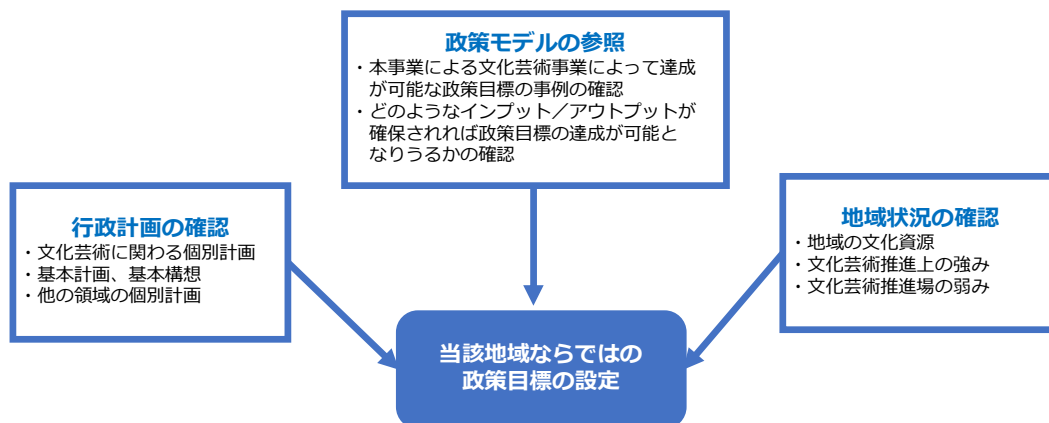 政策モデルの参照
・本事業による文化芸術事業によって達成
が可能な政策目標の事例の確認
・どのようなインプット／アウトプットが
確保されれば政策目標の達成が可能と
なりうるかの確認
行政計画の確認
・文化芸術に関わる個別計画
・基本計画、基本構想
・他の領域の個別計画
地域状況の確認
・地域の文化資源
・文化芸術推進上の強み
・文化芸術推進場の弱み
当該地域ならではの
政策目標の設定